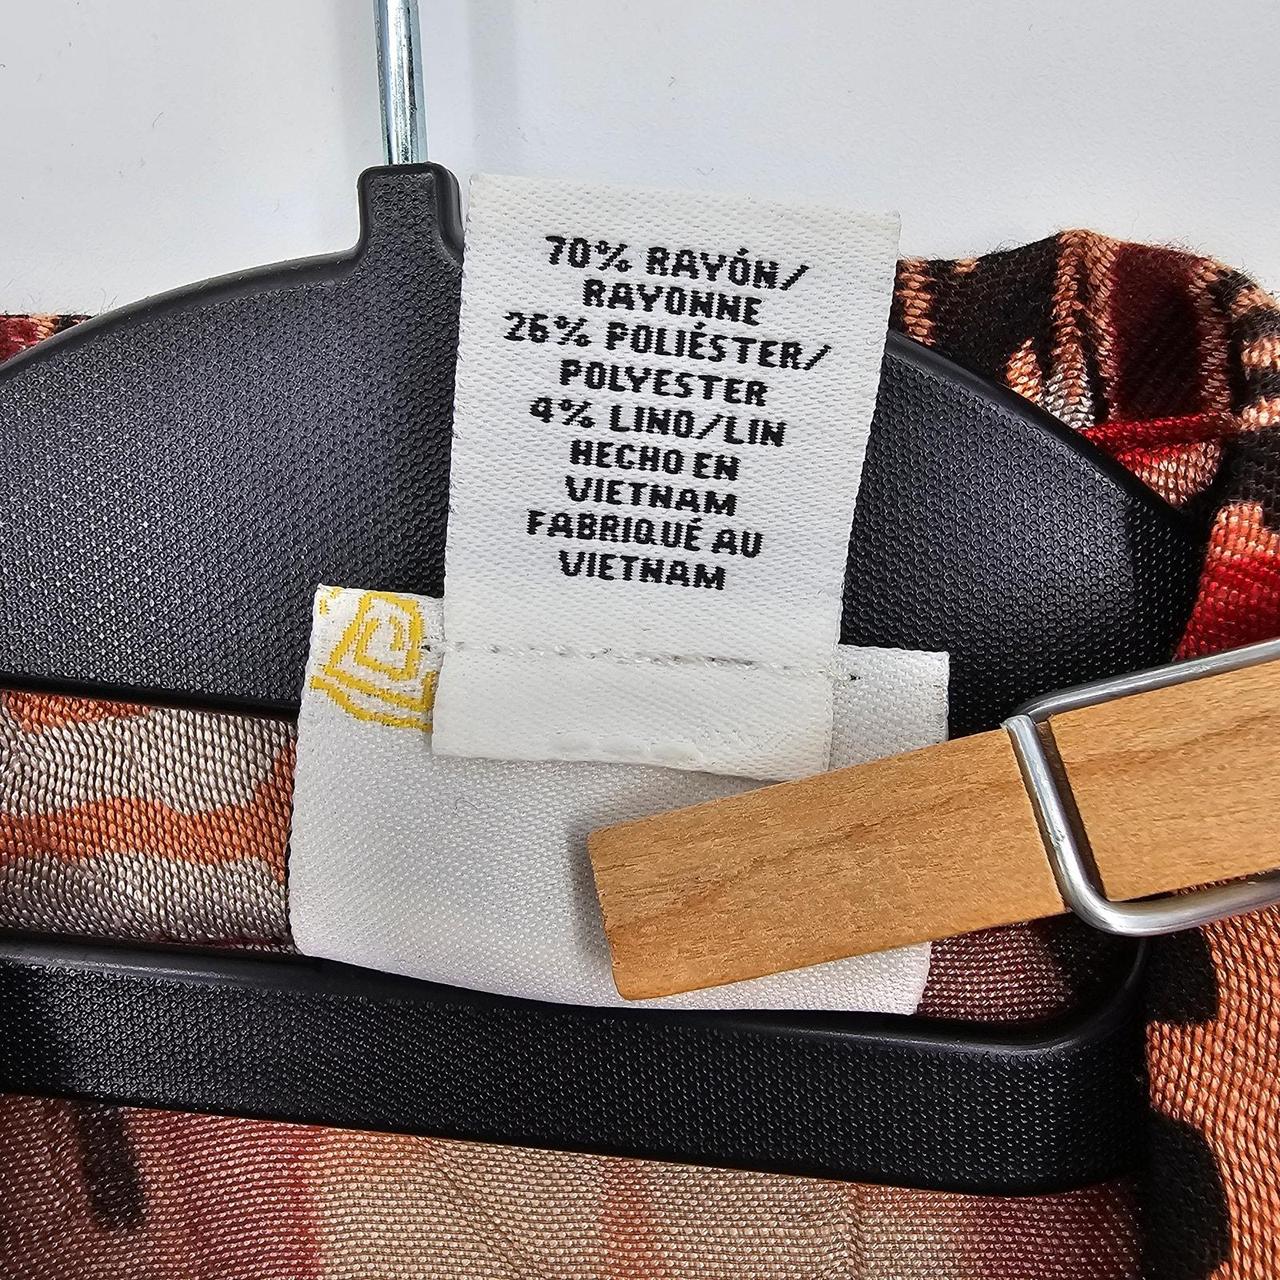 70% RAYÓN/
RAYONNE
26% POLIÉSTER/
POLYESTER
4% LINO/LIN
HECHO EN
VIETNAM
FABRIQUÉ AU
VIETNAM